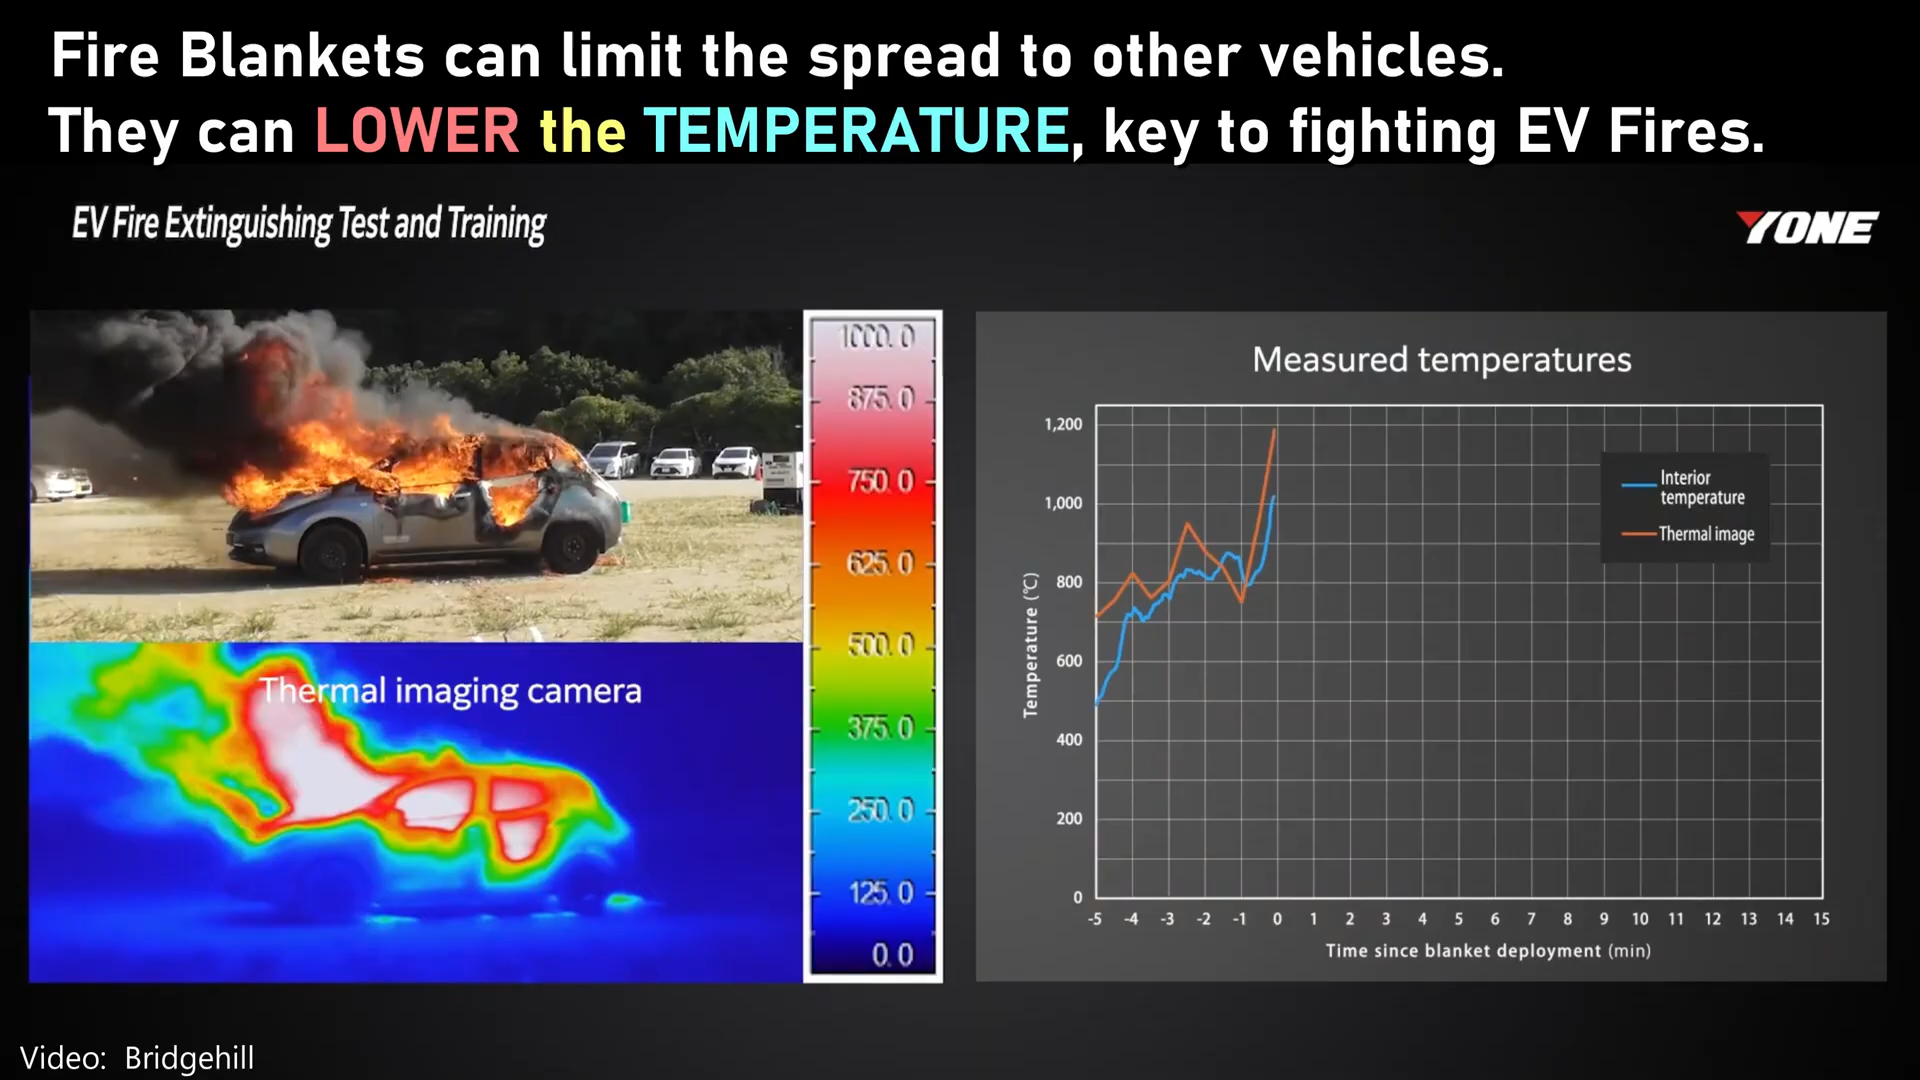 Fire Blankets can limit the spread to other vehicles.
They can LOWER the TEMPERATURE, key to fighting EV Fires.
EV Fire Extinguishing Test and Training
YONE
1000.0
875.0
750.0
625.0
500.0
375.0
250.0
125.0
0.0
Thermal imaging camera
Measured temperatures
1,200
1,000
800
600
400
200
0
Temperature (℃)
Interior
temperature
Thermal image
-5 -4 -3 -2 -1 0 1 2 3 4 5 6 7 8 9 10 11 12 13 14 15
Time since blanket deployment (min)
Video: Bridgehill